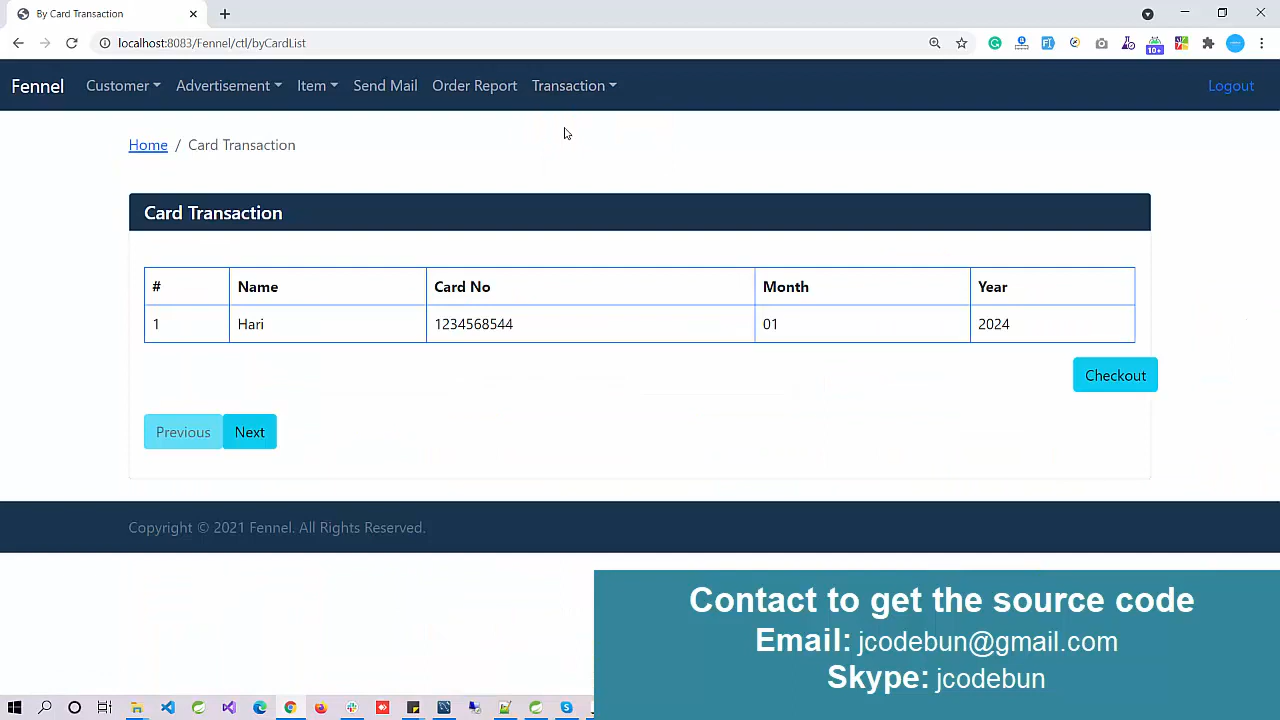 By Card Transaction
localhost:8083/Fennel/ctl/byCardList
10+
Fennel Customer Advertisement Item Send Mail Order Report Transaction Logout
Home / Card Transaction
Card Transaction
# Name Card No Month Year
1 Hari 1234568544 01 2024
Checkout
Previous Next
Copyright © 2021 Fennel. All Rights Reserved.
Contact to get the source code
Email: jcodebun@gmail.com
Skype: jcodebun